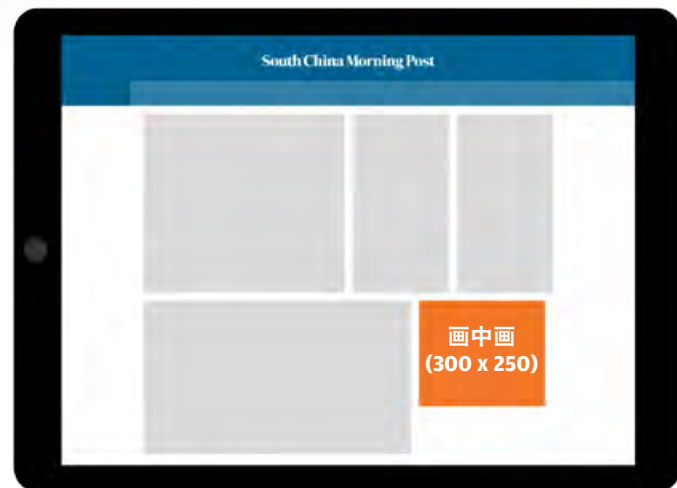 South China Morning Post
画中画
(300 x 250)